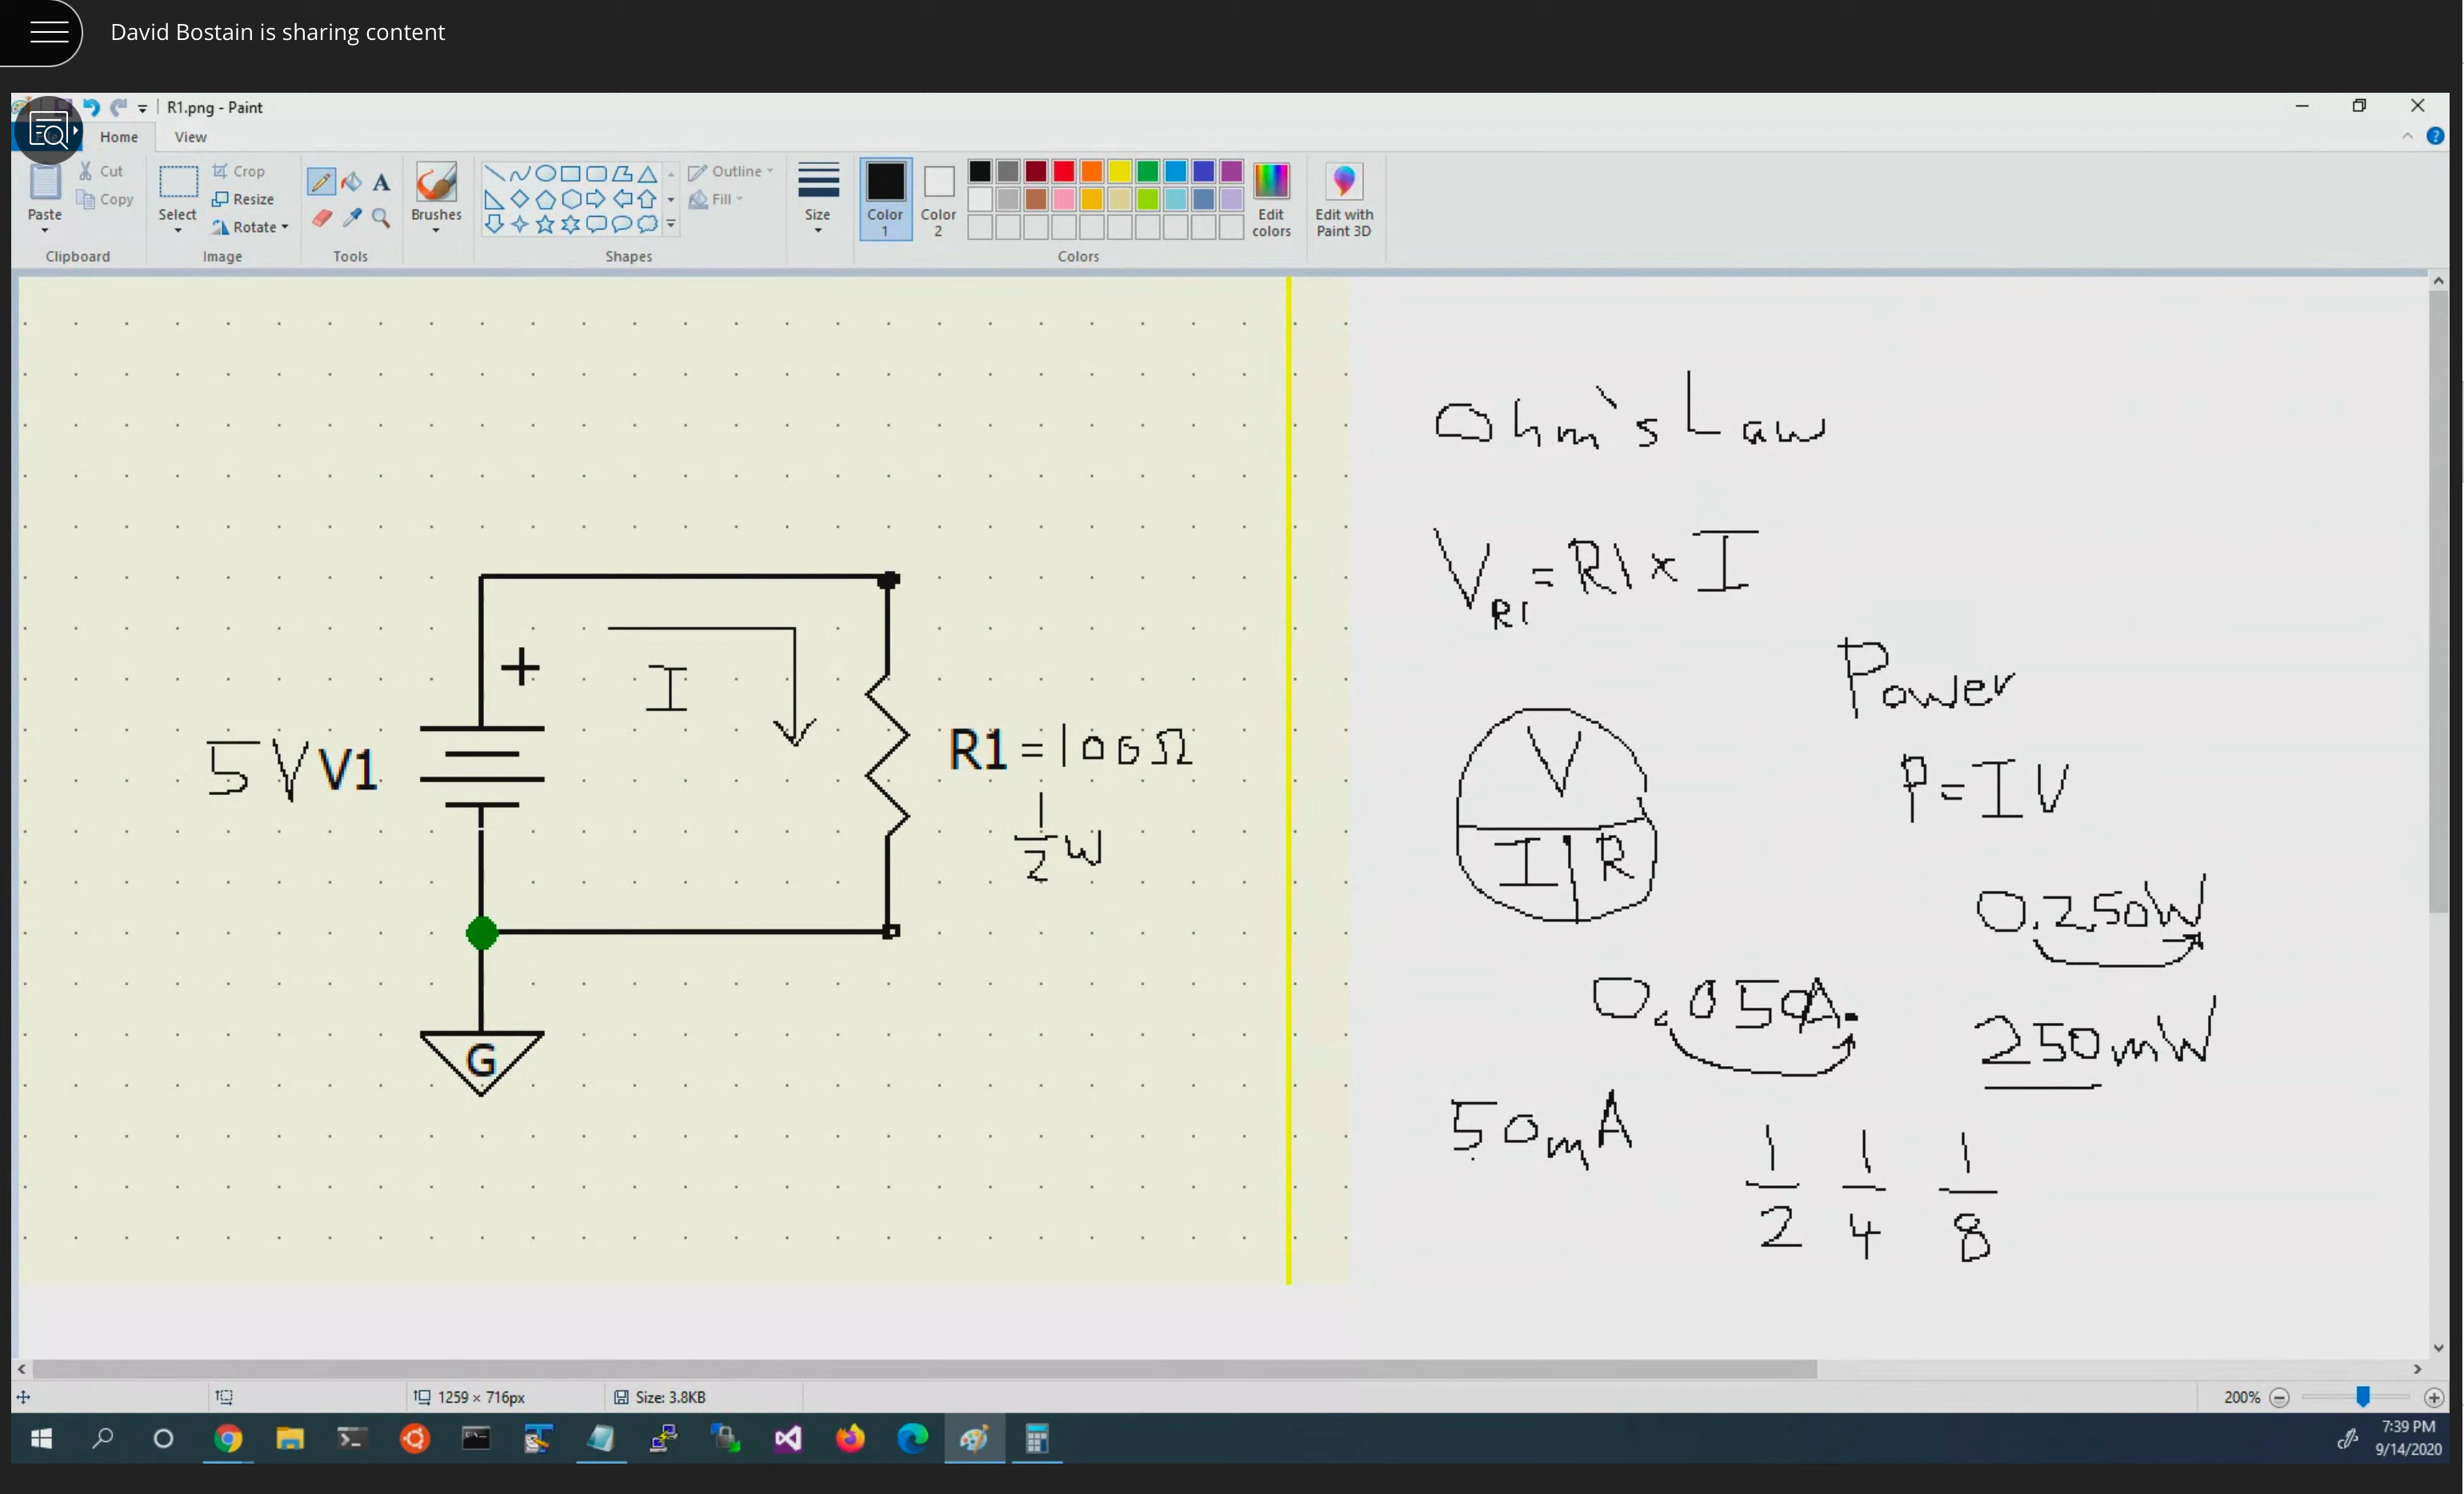 David Bostain is sharing content
R1.png - Paint
Home
View
Paste
Cut
Copy
Clipboard
Select
Crop
Resize
Rotate
Image
A
Tools
Brushes
Outline
Fill
Shapes
Size
Color 1
Color 2
Edit colors
Colors
Edit with Paint 3D
Ohm's Law
V R1 = R1 x I
Power
P = IV
V
I R
0.250W
0.050A.
250mW
50mA
1/2 1/4 1/8
+
I
5V V1
R1 = 100Ω
1/2 W
G
1259 × 716px
Size: 3.8KB
200%
7:39 PM
9/14/2020